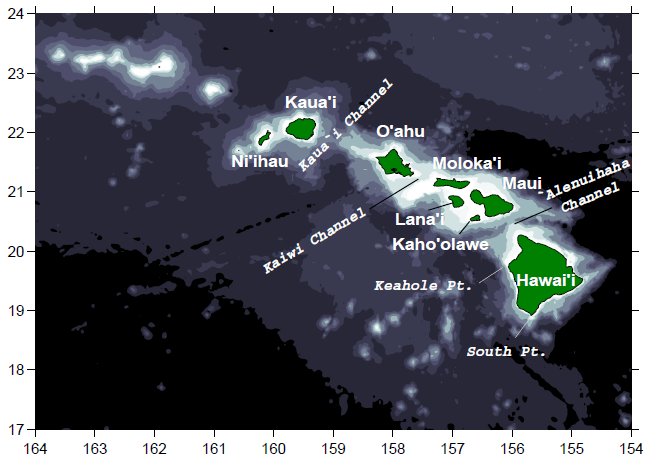 24
23
22
21
20
19
18
17
Kaua'i
Kaua`i Channel
O'ahu
Ni'ihau
Moloka'i
Maui
`Alenuihaha
Channel
Lana'i
Kaho'olawe
Kaiwi Channel
Keahole Pt.
Hawai'i
South Pt.
164 163 162 161 160 159 158 157 156 155 154